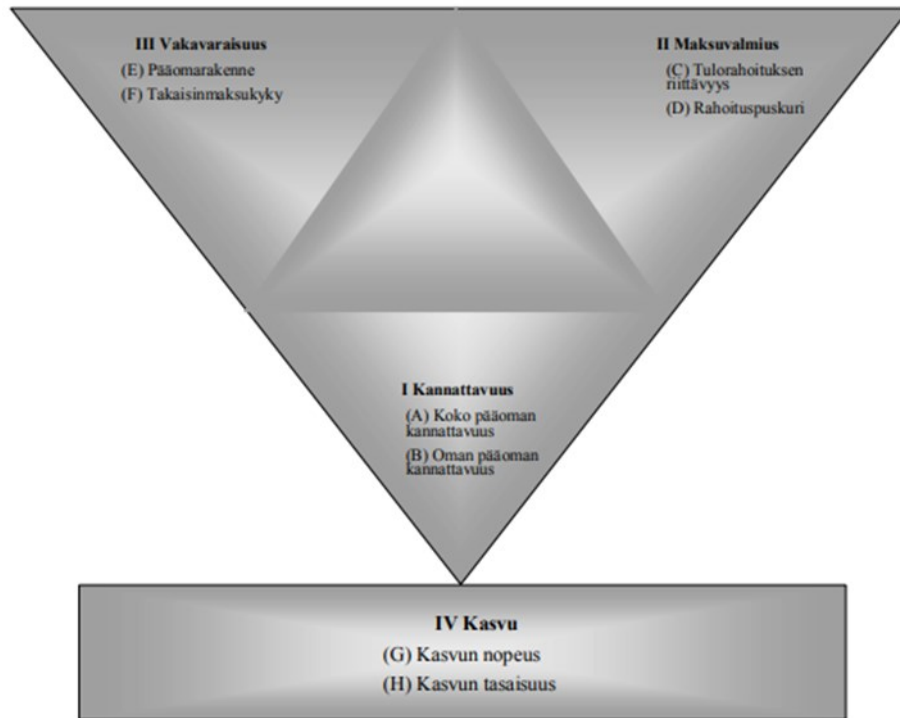 III Vakavaraisuus
(E) Pääomarakenne
(F) Takaisinmaksukyky
II Maksuvalmius
(C) Tulorahoituksen
riittävyys
(D) Rahoituspuskuri
I Kannattavuus
(A) Koko pääoman
kannattavuus
(B) Oman pääoman
kannattavuus
IV Kasvu
(G) Kasvun nopeus
(H) Kasvun tasaisuus